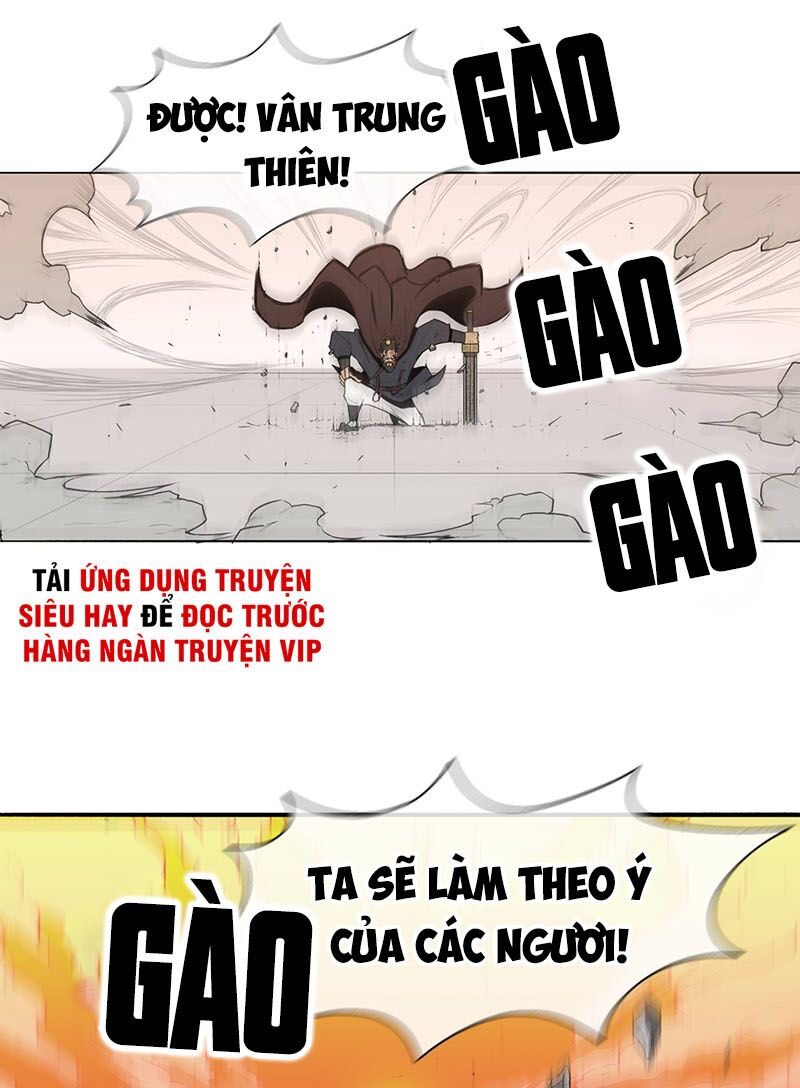 ĐƯỢC! VÂN TRUNG
THIÊN!
GÀO
GÀO
GÀO
TẢI ỨNG DỤNG TRUYỆN
SIÊU HAY ĐỂ ĐỌC TRƯỚC
HÀNG NGÀN TRUYỆN VIP
TA SẼ LÀM THEO Ý
CỦA CÁC NGƯƠI!
GÀO